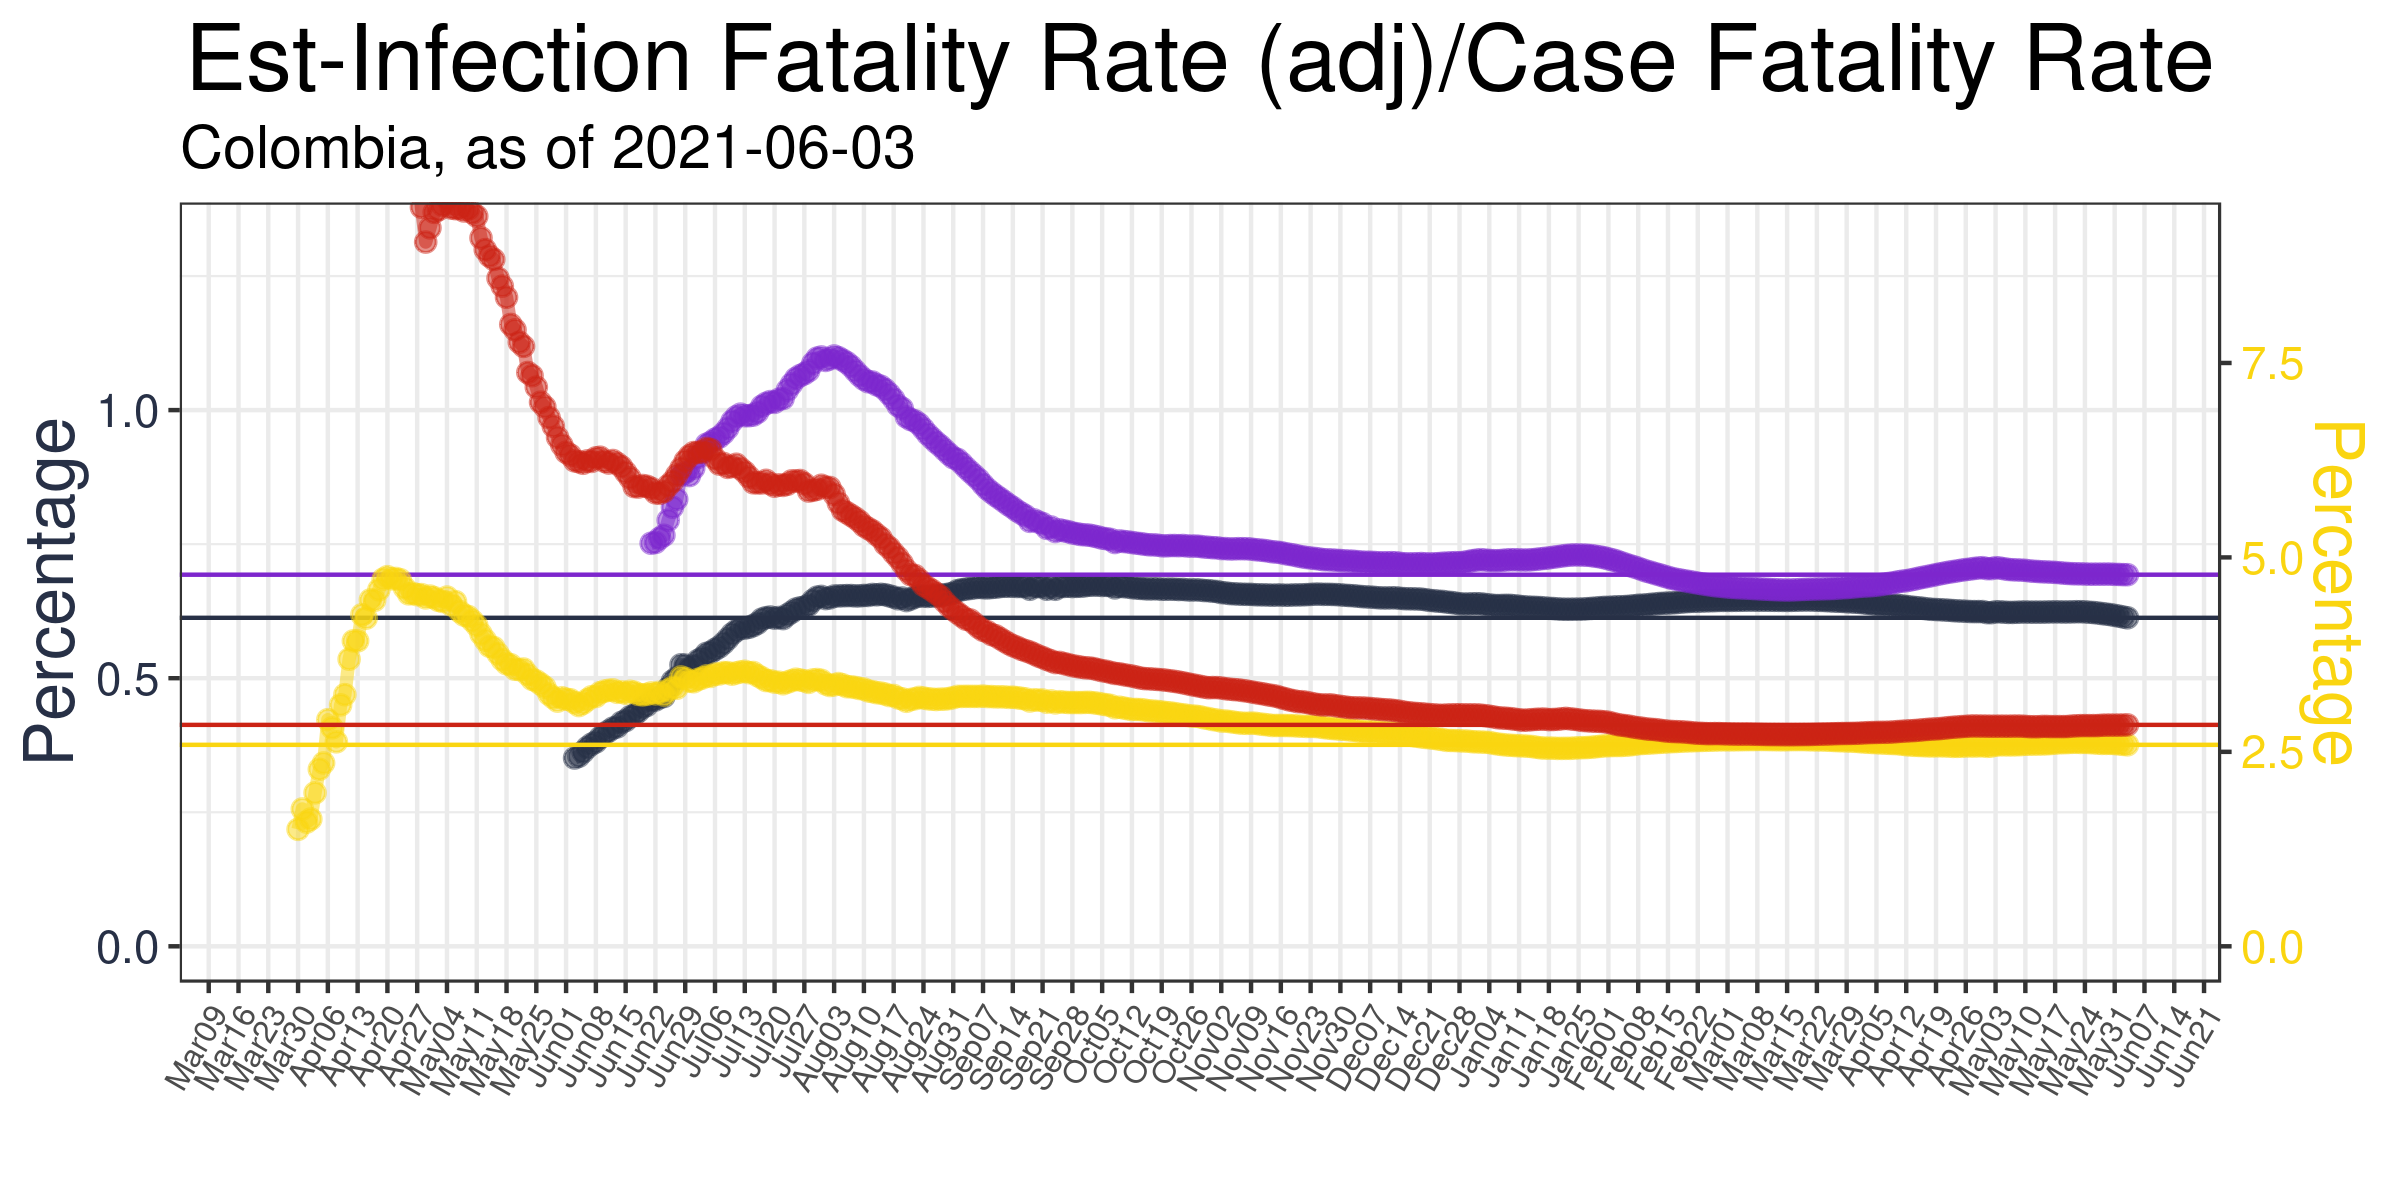 Est-Infection Fatality Rate (adj)/Case Fatality Rate
Colombia, as of 2021-06-03
Percentage
1.0
0.5
0.0
7.5
5.0
2.5
0.0
Percentage
Mar09 Mar16 Mar23 Mar30 Apr06 Apr13 Apr20 Apr27 May04 May11 May18 May25 Jun01 Jun08 Jun15 Jun22 Jun29 Jul06 Jul13 Jul20 Jul27 Aug03 Aug10 Aug17 Aug24 Aug31 Sep07 Sep14 Sep21 Sep28 Oct05 Oct12 Oct19 Oct26 Nov02 Nov09 Nov16 Nov23 Nov30 Dec07 Dec14 Dec21 Dec28 Jan04 Jan11 Jan18 Jan25 Feb01 Feb08 Feb15 Feb22 Mar01 Mar08 Mar15 Mar22 Mar29 Apr05 Apr12 Apr19 Apr26 May03 May10 May17 May24 May31 Jun07 Jun14 Jun21